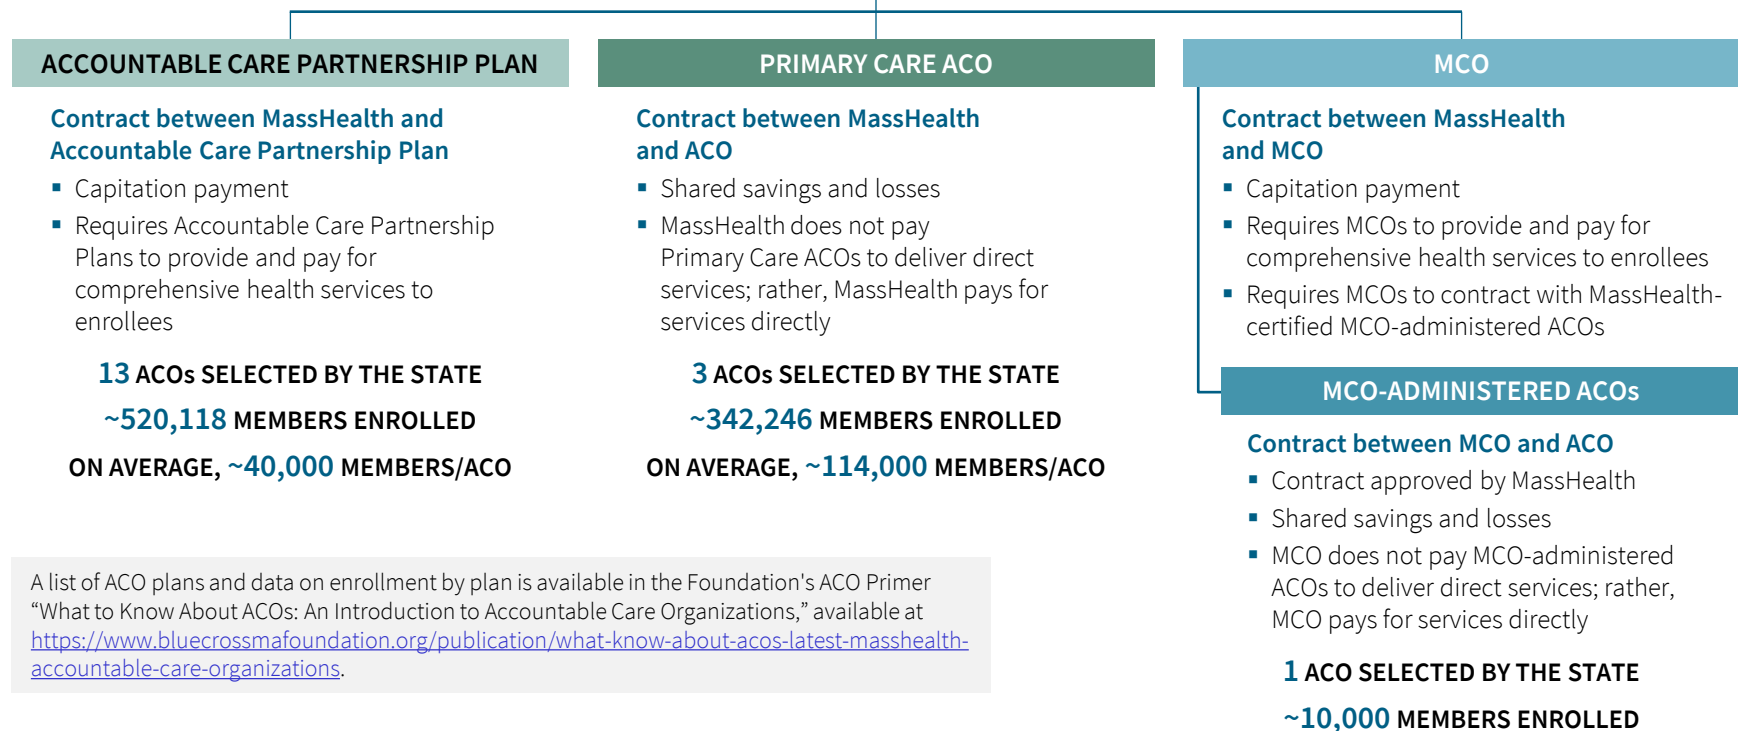 ACCOUNTABLE CARE PARTNERSHIP PLAN
Contract between MassHealth and
Accountable Care Partnership Plan
▪ Capitation payment
▪ Requires Accountable Care Partnership
Plans to provide and pay for
comprehensive health services to
enrollees
13 ACOs SELECTED BY THE STATE
~520,118 MEMBERS ENROLLED
ON AVERAGE, ~40,000 MEMBERS/ACO
PRIMARY CARE ACO
Contract between MassHealth
and ACO
▪ Shared savings and losses
▪ MassHealth does not pay
Primary Care ACOs to deliver direct
services; rather, MassHealth pays for
services directly
3 ACOs SELECTED BY THE STATE
~342,246 MEMBERS ENROLLED
ON AVERAGE, ~114,000 MEMBERS/ACO
MCO
Contract between MassHealth
and MCO
▪ Capitation payment
▪ Requires MCOs to provide and pay for
comprehensive health services to enrollees
▪ Requires MCOs to contract with MassHealth-
certified MCO-administered ACOs
MCO-ADMINISTERED ACOs
Contract between MCO and ACO
▪ Contract approved by MassHealth
▪ Shared savings and losses
▪ MCO does not pay MCO-administered
ACOs to deliver direct services; rather,
MCO pays for services directly
1 ACO SELECTED BY THE STATE
~10,000 MEMBERS ENROLLED
A list of ACO plans and data on enrollment by plan is available in the Foundation's ACO Primer
“What to Know About ACOs: An Introduction to Accountable Care Organizations,” available at
https://www.bluecrossmafoundation.org/publication/what-know-about-acos-latest-masshealth-
accountable-care-organizations.